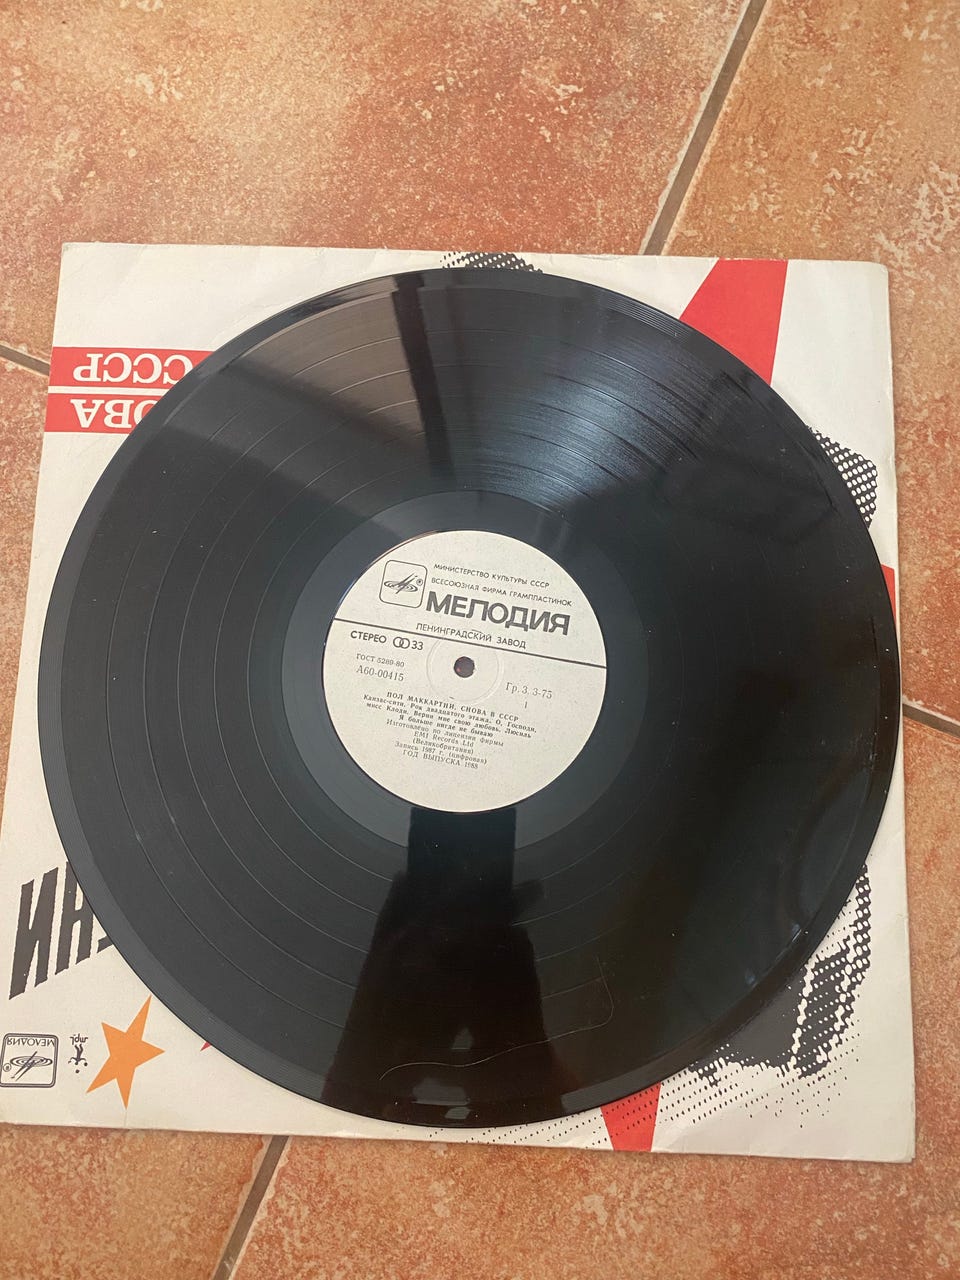 СССР
ОВА
МИНИСТЕРСТВО КУЛЬТУРЫ СССР
ВСЕСОЮЗНАЯ ФИРМА ГРАМПЛАСТИНОК
МЕЛОДИЯ
ЛЕНИНГРАДСКИЙ ЗАВОД
СТЕРЕО 33
ГОСТ 5289-80
А60-00415
Гр. 3. 3-75
1
ПОЛ МАККАРТНИ. СНОВА В СССР
Канзас-сити. Рок двадцатого этажа. О, Господи,
мисс Клоди. Верни мне свою любовь. Люсиль
Я больше нигде не бываю
Изготовлено по лицензии фирмы
EMI Records Ltd
(Великобритания)
Запись 1987 г. (цифровая)
ГОД ВЫПУСКА 1988
НИ
МЕЛОДИЯ
mpl